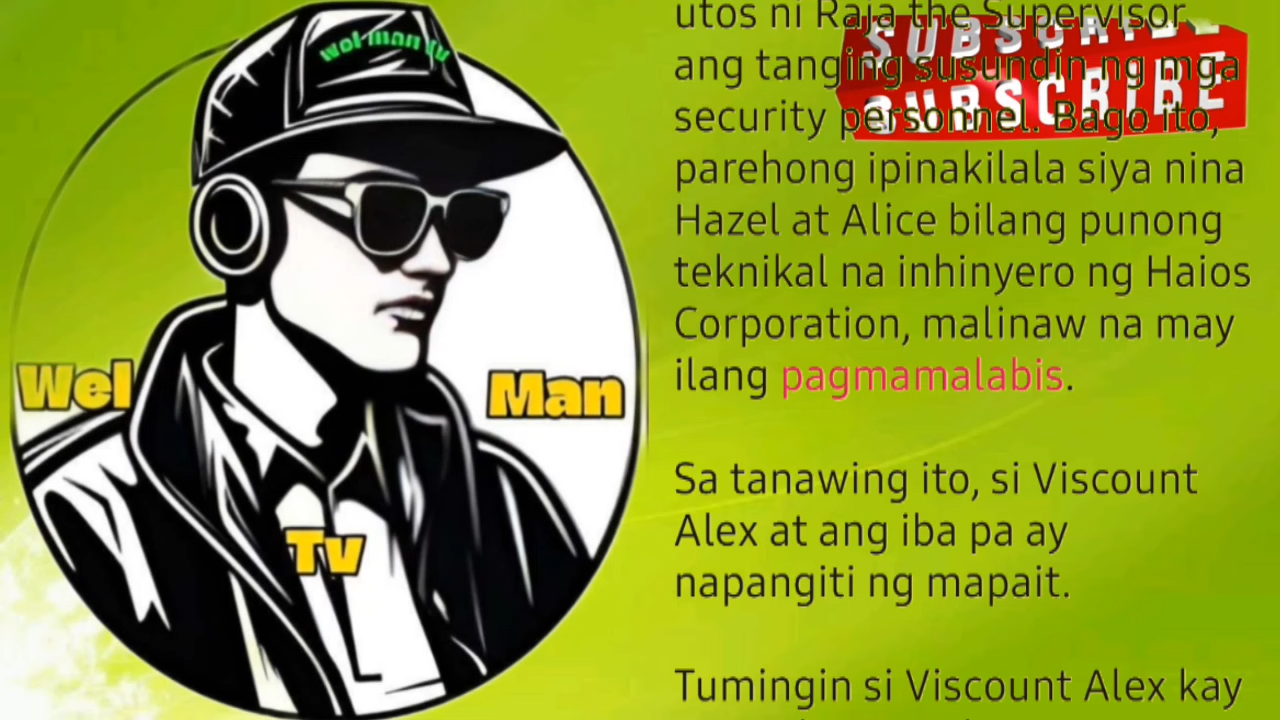 wel man tv
Wel
Man
Tv
SUBSCRIBE
SUBSCRIBE
utos ni Raja the Supervisor
ang tanging susundin ng mga
security personnel. Bago ito,
parehong ipinakilala siya nina
Hazel at Alice bilang punong
teknikal na inhinyero ng Haios
Corporation, malinaw na may
ilang pagmamalabis.
Sa tanawing ito, si Viscount
Alex at ang iba pa ay
napangiti ng mapait.
Tumingin si Viscount Alex kay